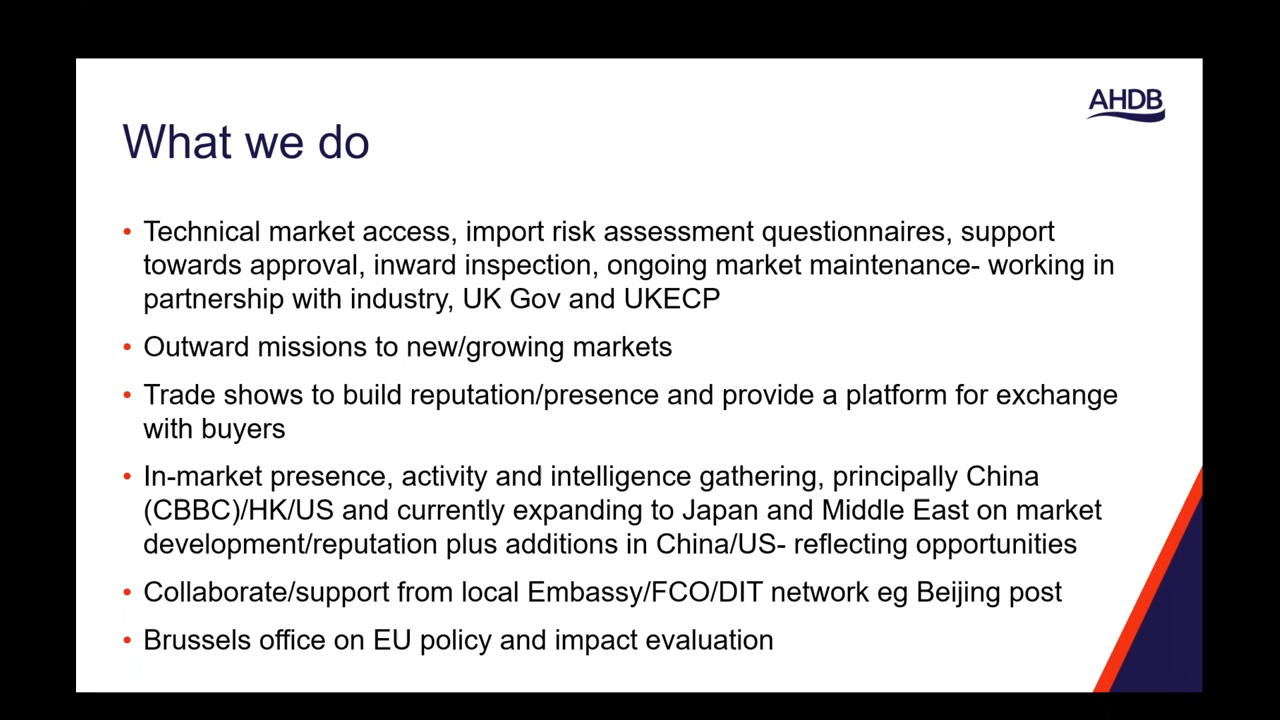 AHDB
What we do
• Technical market access, import risk assessment questionnaires, support
towards approval, inward inspection, ongoing market maintenance- working in
partnership with industry, UK Gov and UKECP
• Outward missions to new/growing markets
• Trade shows to build reputation/presence and provide a platform for exchange
with buyers
• In-market presence, activity and intelligence gathering, principally China
(CBBC)/HK/US and currently expanding to Japan and Middle East on market
development/reputation plus additions in China/US- reflecting opportunities
• Collaborate/support from local Embassy/FCO/DIT network eg Beijing post
• Brussels office on EU policy and impact evaluation